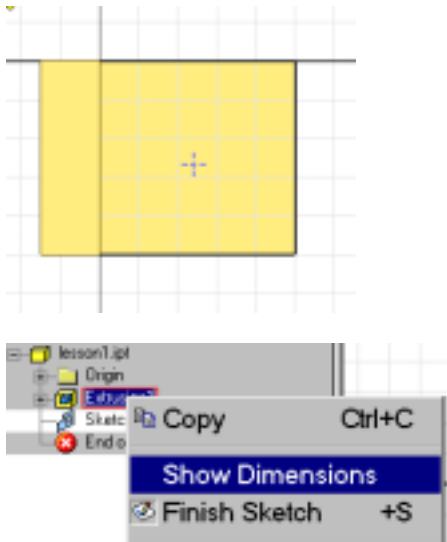 lesson1.ipt
Origin
Copy Ctrl+C
Show Dimensions
Finish Sketch +S